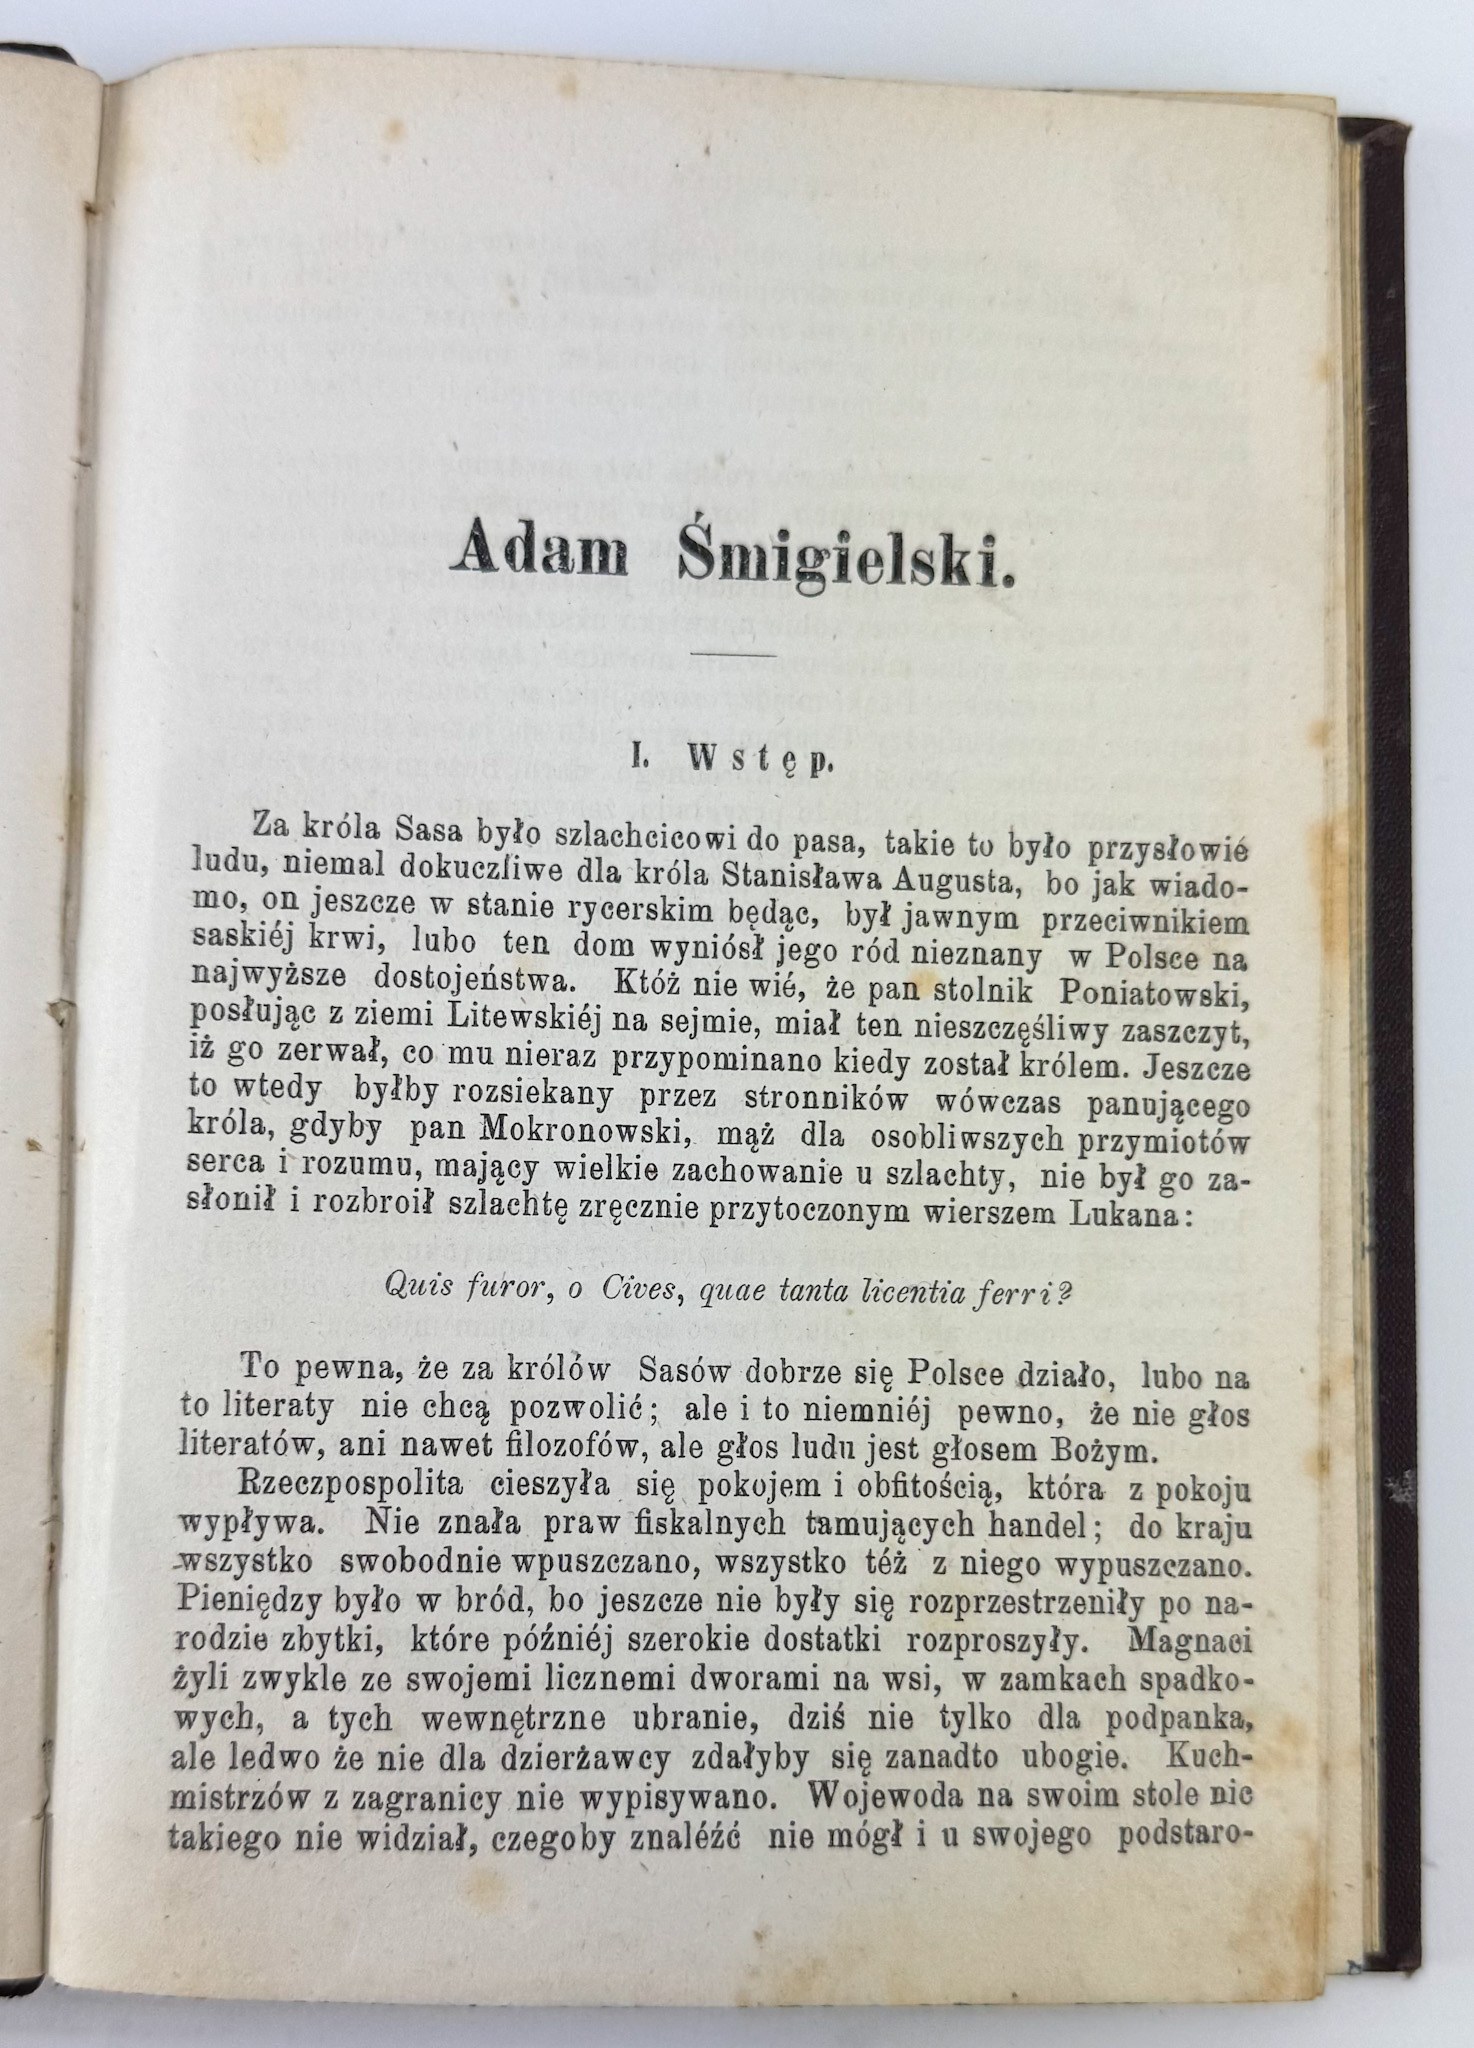 Adam Śmigielski.
I. Wstęp.
Za króla Sasa było szlachcicowi do pasa, takie to było przysłowié
ludu, niemal dokuczliwe dla króla Stanisława Augusta, bo jak wiado-
mo, on jeszcze w stanie rycerskim będąc, był jawnym przeciwnikiem
saskiéj krwi, lubo ten dom wyniósł jego ród nieznany w Polsce na
najwyższe dostojeństwa. Któż nie wié, że pan stolnik Poniatowski,
posłując z ziemi Litewskiéj na sejmie, miał ten nieszczęśliwy zaszczyt,
iż go zerwał, co mu nieraz przypominano kiedy został królem. Jeszcze
to wtedy byłby rozsiekany przez stronników wówczas panującego
króla, gdyby pan Mokronowski, mąż dla osobliwszych przymiotów
serca i rozumu, mający wielkie zachowanie u szlachty, nie był go za-
słonił i rozbroił szlachtę zręcznie przytoczonym wierszem Lukana:
Quis furor, o Cives, quae tanta licentia ferri?
To pewna, że za królów Sasów dobrze się Polsce działo, lubo na
to literaty nie chcą pozwolić; ale i to niemniéj pewno, że nie głos
literatów, ani nawet filozofów, ale głos ludu jest głosem Bożym.
Rzeczpospolita cieszyła się pokojem i obfitością, która z pokoju
wypływa. Nie znała praw fiskalnych tamujących handel; do kraju
wszystko swobodnie wpuszczano, wszystko téż z niego wypuszczano.
Pieniędzy było w bród, bo jeszcze nie były się rozprzestrzeniły po na-
rodzie zbytki, które późniéj szerokie dostatki rozproszyły. Magnaci
żyli zwykle ze swojemi licznemi dworami na wsi, w zamkach spadko-
wych, a tych wewnętrzne ubranie, dziś nie tylko dla podpanka,
ale ledwo że nie dla dzierżawcy zdałyby się zanadto ubogie. Kuch-
mistrzów z zagranicy nie wypisywano. Wojewoda na swoim stole nic
takiego nie widział, czegoby znaléźć nie mógł i u swojego podstaro-